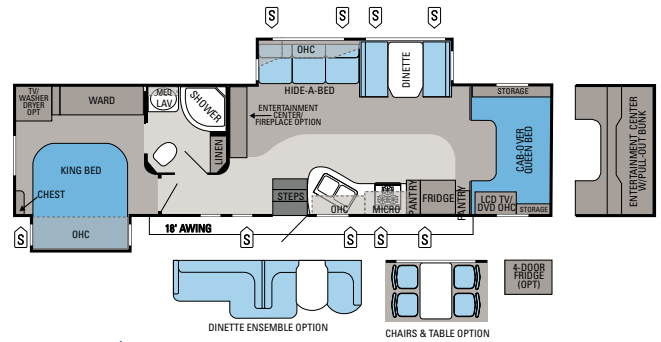 S S S S
OHC
HIDE-A-BED
DINETTE
TV/
WASHER
DRYER
OPT
WARD
MED
LAV
SHOWER
LINEN
ENTERTAINMENT
CENTER/
FIREPLACE OPTION
STORAGE
CAB-OVER
QUEEN BED
ENTERTAINMENT CENTER
W/PULL-OUT BUNK
KING BED
CHEST
OHC
STEPS
OHC
MICRO
PANTRY
FRIDGE
PANTRY
LCD TV/
DVD OHC
STORAGE
18' AWING
S S S S S
DINETTE ENSEMBLE OPTION
CHAIRS & TABLE OPTION
4-DOOR
FRIDGE
(OPT)